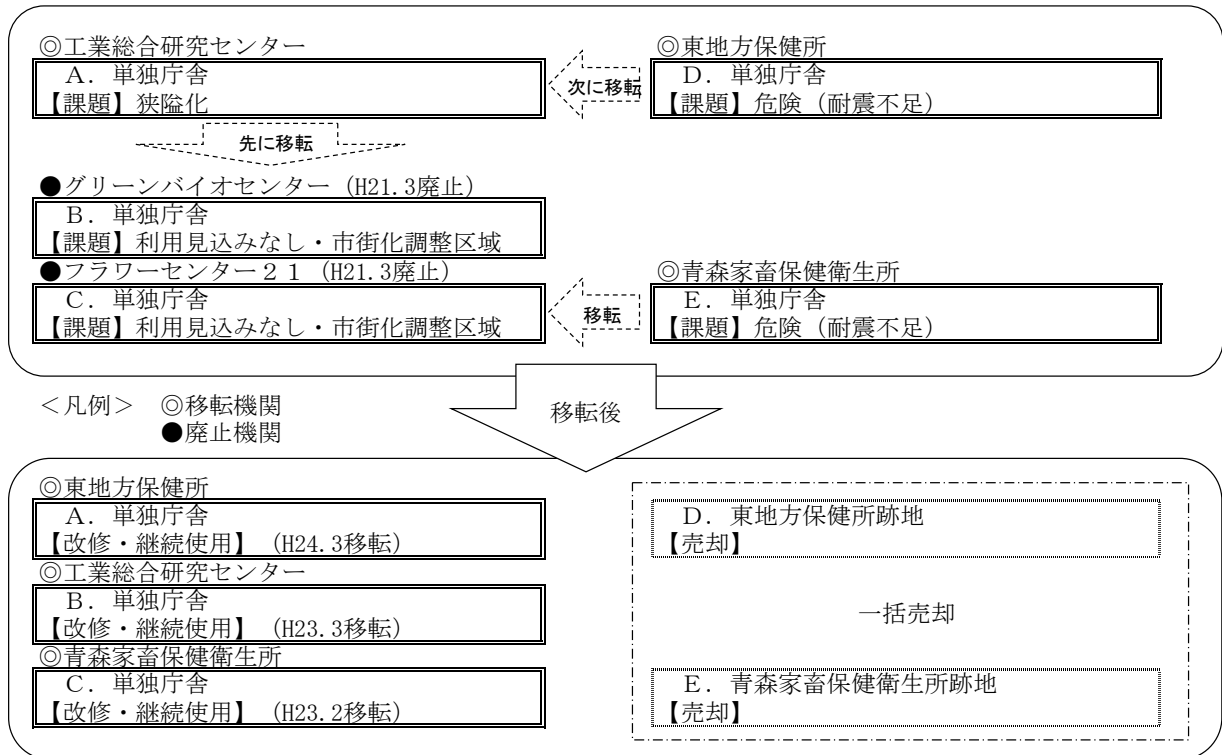 ◎工業総合研究センター
A．単独庁舎
【課題】狭隘化
次に移転
◎東地方保健所
D．単独庁舎
【課題】危険（耐震不足）
先に移転
●グリーンバイオセンター（H21.3廃止）
B．単独庁舎
【課題】利用見込みなし・市街化調整区域
●フラワーセンター２１（H21.3廃止）
C．単独庁舎
【課題】利用見込みなし・市街化調整区域
移転
◎青森家畜保健衛生所
E．単独庁舎
【課題】危険（耐震不足）
＜凡例＞　◎移転機関
●廃止機関
移転後
◎東地方保健所
A．単独庁舎
【改修・継続使用】（H24.3移転）
◎工業総合研究センター
B．単独庁舎
【改修・継続使用】（H23.3移転）
◎青森家畜保健衛生所
C．単独庁舎
【改修・継続使用】（H23.2移転）
D．東地方保健所跡地
【売却】
一括売却
E．青森家畜保健衛生所跡地
【売却】